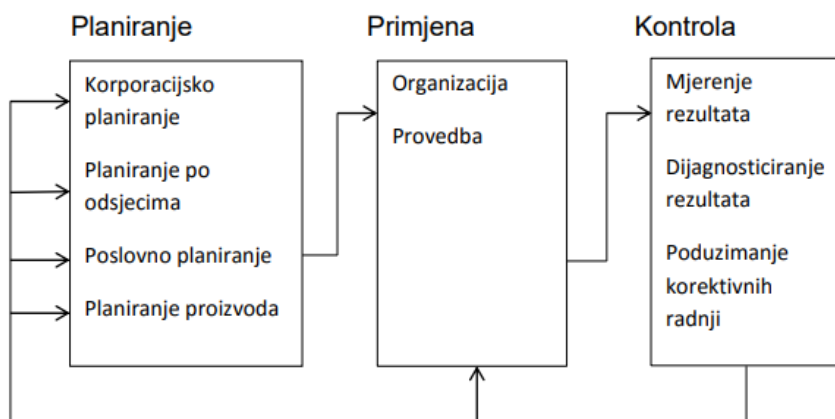 Planiranje
Primjena
Kontrola
Korporacijsko
planiranje
Planiranje po
odsjecima
Poslovno planiranje
Planiranje proizvoda
Organizacija
Provedba
Mjerenje
rezultata
Dijagnosticiranje
rezultata
Poduzimanje
korektivnih
radnji